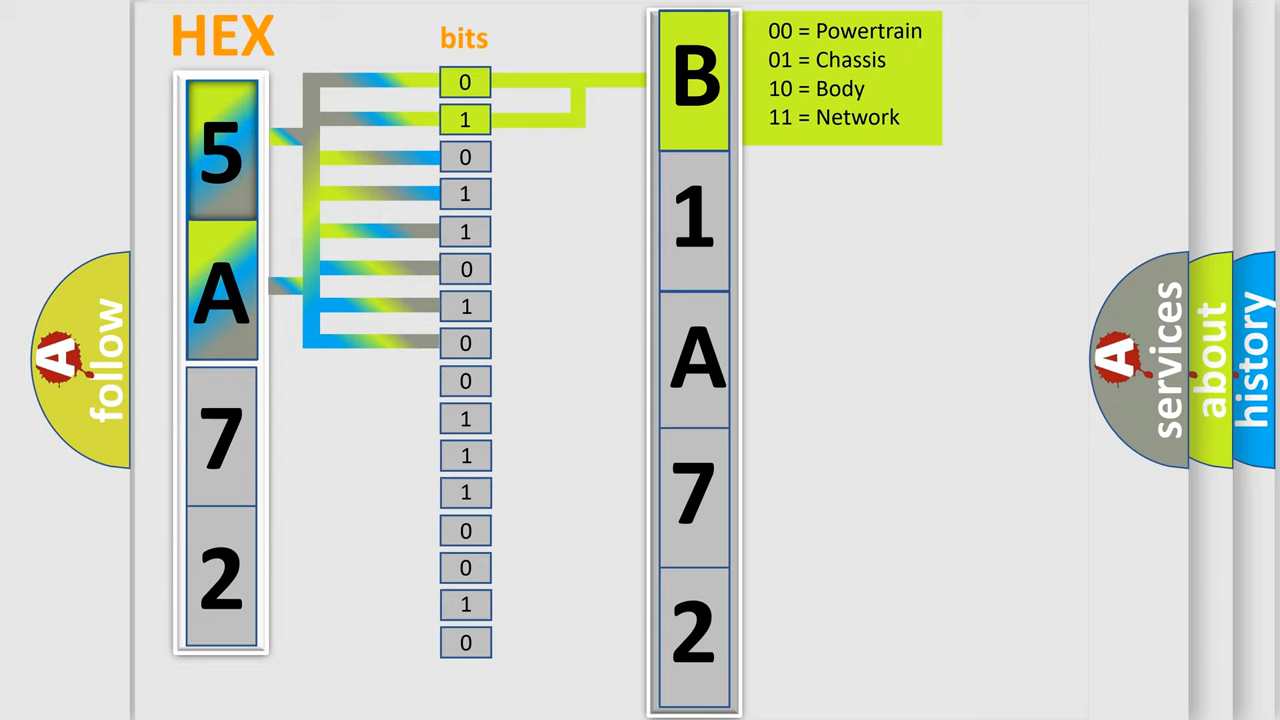 HEX
bits
5
A
7
2
0
1
0
1
1
0
1
0
0
1
1
1
0
0
1
0
B
1
A
7
2
00 = Powertrain
01 = Chassis
10 = Body
11 = Network
A
follow
A
services
about
history